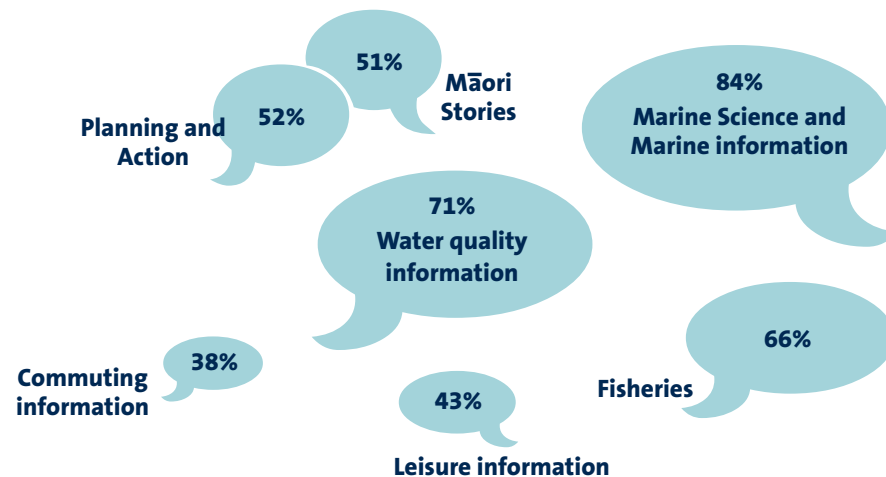 51%
Māori
Stories
52%
Planning and
Action
84%
Marine Science and
Marine information
71%
Water quality
information
38%
Commuting
information
43%
Leisure information
66%
Fisheries